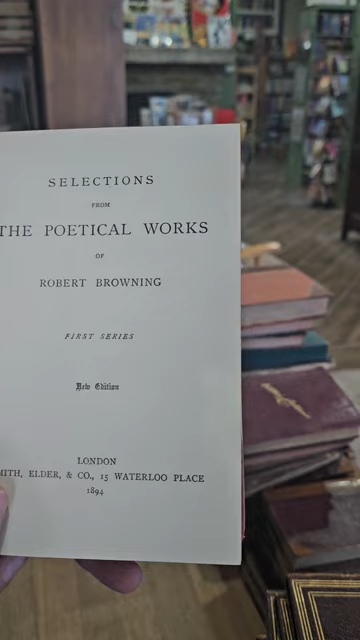 SELECTIONS
FROM
THE POETICAL WORKS
OF
ROBERT BROWNING
FIRST SERIES
New Edition
LONDON
SMITH, ELDER, & CO., 15 WATERLOO PLACE
1894